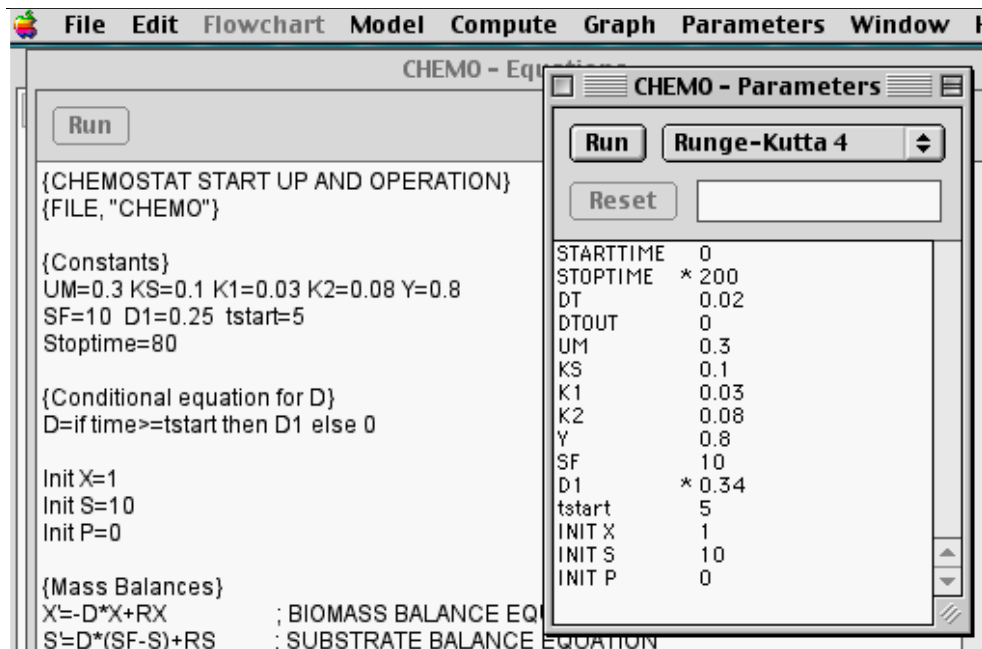 File Edit Flowchart Model Compute Graph Parameters Window
CHEMO - Equations
Run
{CHEMOSTAT START UP AND OPERATION}
{FILE, "CHEMO"}
{Constants}
UM=0.3 KS=0.1 K1=0.03 K2=0.08 Y=0.8
SF=10 D1=0.25 tstart=5
Stoptime=80
{Conditional equation for D}
D=if time>=tstart then D1 else 0
Init X=1
Init S=10
Init P=0
{Mass Balances}
X'=-D*X+RX ; BIOMASS BALANCE EQU
S'=D*(SF-S)+RS ; SUBSTRATE BALANCE EQUATION
CHEMO - Parameters
Run Runge-Kutta 4
Reset
STARTTIME 0
STOPTIME * 200
DT 0.02
DTOUT 0
UM 0.3
KS 0.1
K1 0.03
K2 0.08
Y 0.8
SF 10
D1 * 0.34
tstart 5
INIT X 1
INIT S 10
INIT P 0